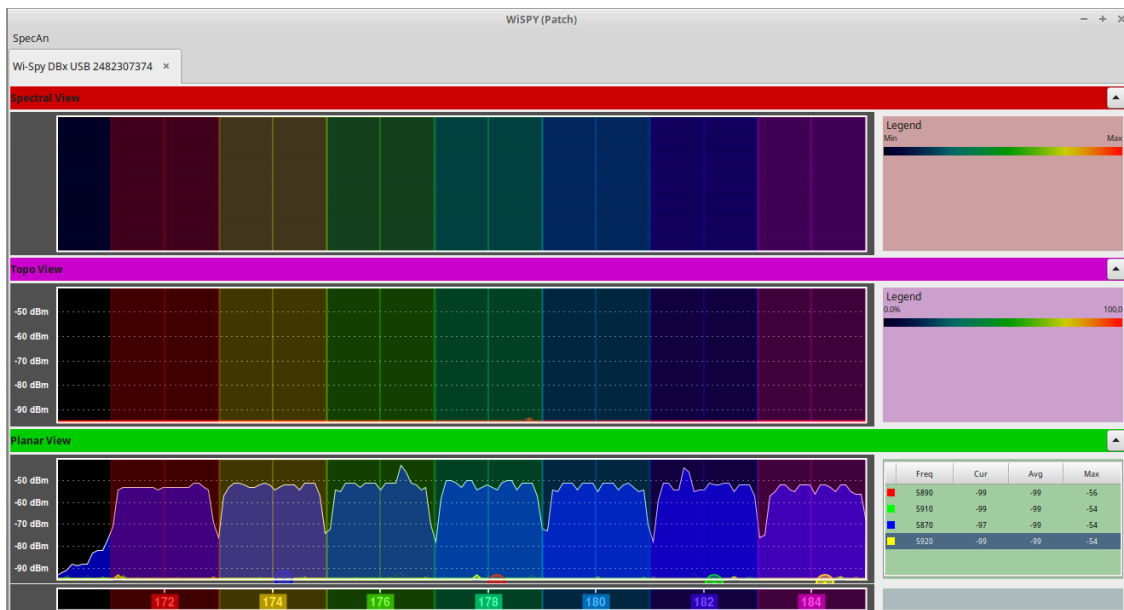 WiSPY (Patch)
SpecAn
Wi-Spy DBx USB 2482307374 ×
Spectral View
Legend
Min Max
Topo View
-50 dBm
-60 dBm
-70 dBm
-80 dBm
-90 dBm
Legend
0.0% 100,0
Planar View
-50 dBm
-60 dBm
-70 dBm
-80 dBm
-90 dBm
Freq Cur Avg Max
5890 -99 -99 -56
5910 -99 -99 -54
5870 -97 -99 -54
5920 -99 -99 -54
172 174 176 178 180 182 184